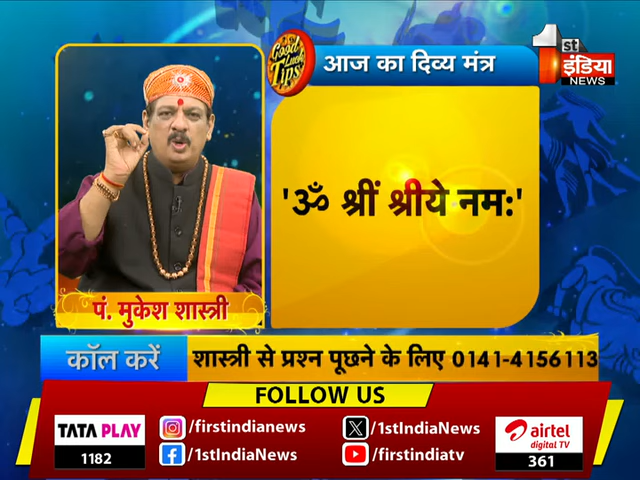 Good Luck Tips
आज का दिव्य मंत्र
1st
इंडिया
NEWS
'ॐ श्रीं श्रीये नम:'
पं. मुकेश शास्त्री
कॉल करें
शास्त्री से प्रश्न पूछने के लिए 0141-4156113
FOLLOW US
TATA PLAY
1182
/firstindianews
/1stIndiaNews
/1stIndiaNews
/firstindiatv
airtel
digital TV
361